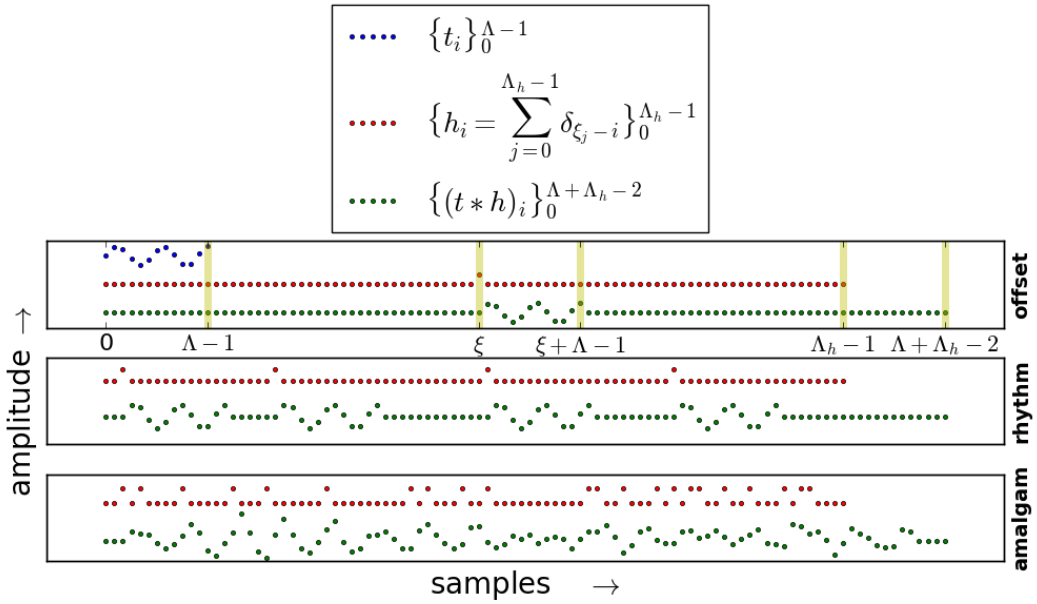 {t_i}_0^{Λ−1}
{h_i = ∑_{j=0}^{Λ_h−1} δ_{ξ_j−i}}_0^{Λ_h−1}
{(t∗h)_i}_0^{Λ+Λ_h−2}
offset
0 Λ−1 ξ ξ+Λ−1 Λ_h−1 Λ+Λ_h−2
amplitude →
rhythm
amalgam
samples →